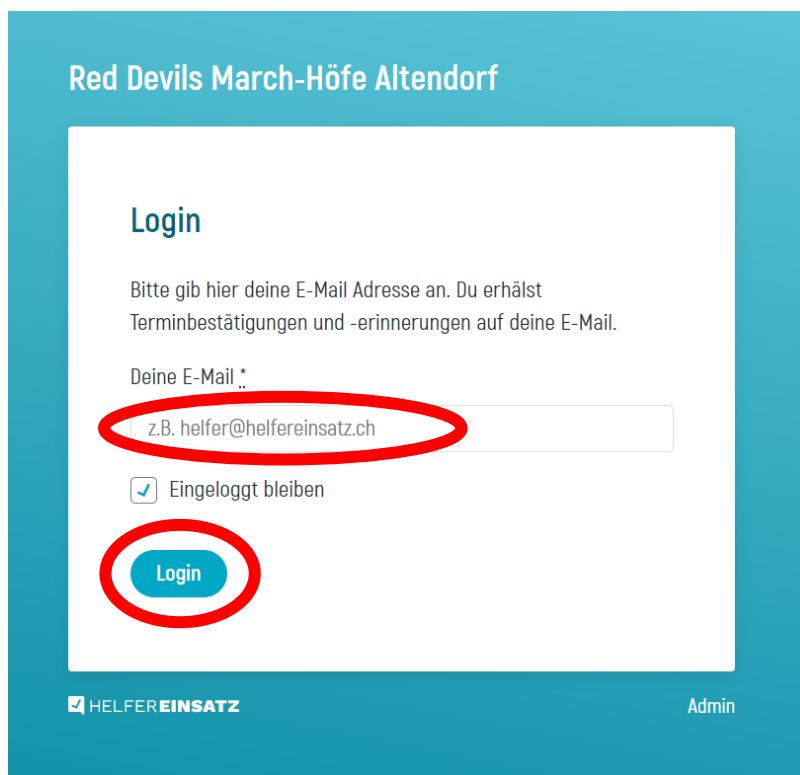 Red Devils March-Höfe Altendorf
Login
Bitte gib hier deine E-Mail Adresse an. Du erhälst
Terminbestätigungen und -erinnerungen auf deine E-Mail.
Deine E-Mail *
z.B. helfer@helfereinsatz.ch
Eingeloggt bleiben
Login
HELFEREINSATZ
Admin